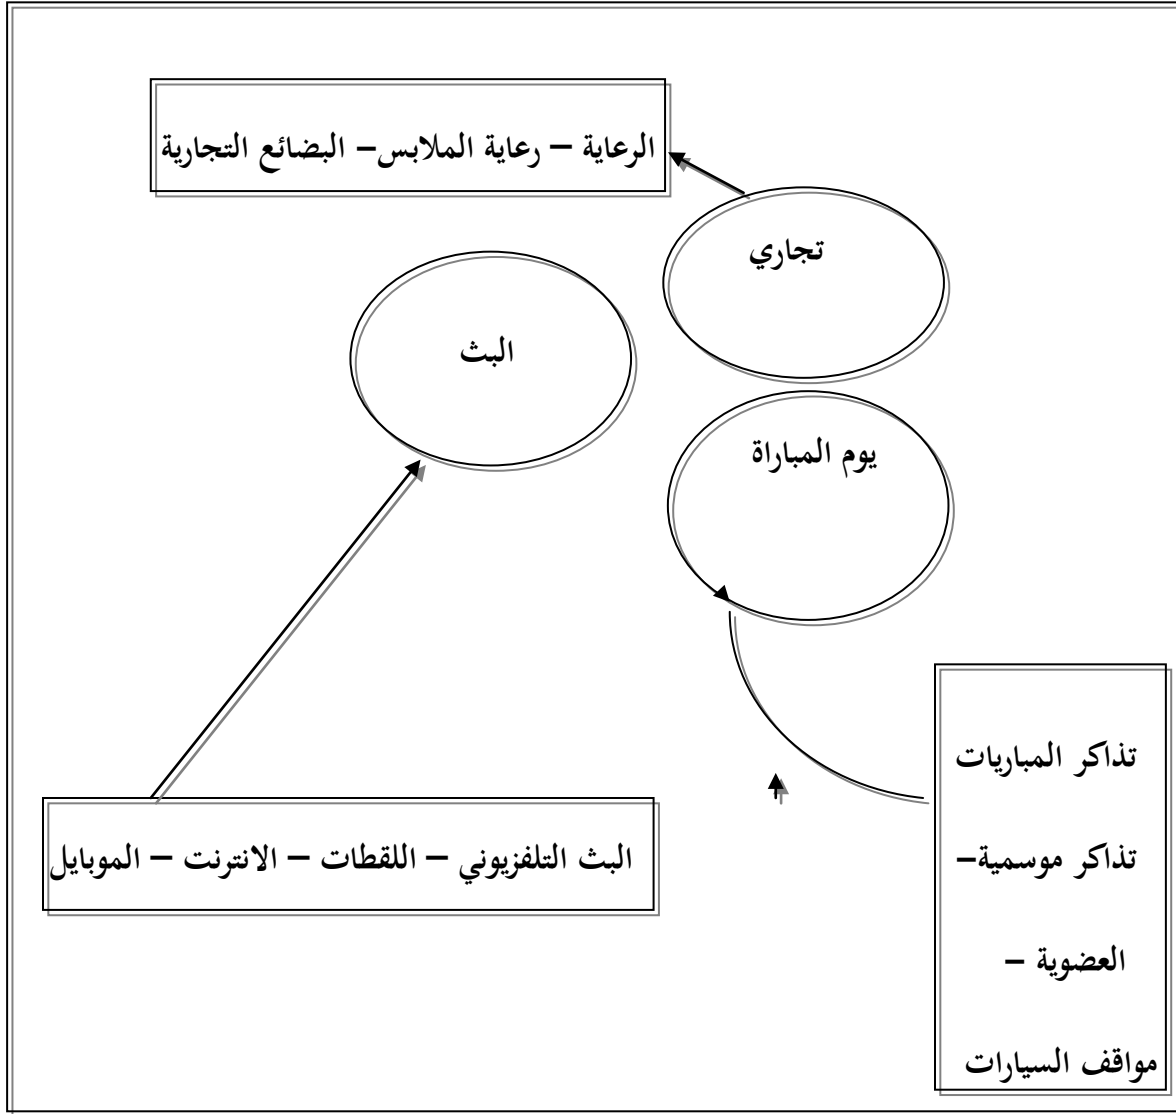 الرعاية – رعاية الملابس– البضائع التجارية
تجاري
البث
يوم المباراة
تذاكر المباريات
تذاكر موسمية–
العضوية –
مواقف السيارات
البث التلفزيوني – اللقطات – الانترنت – الموبايل